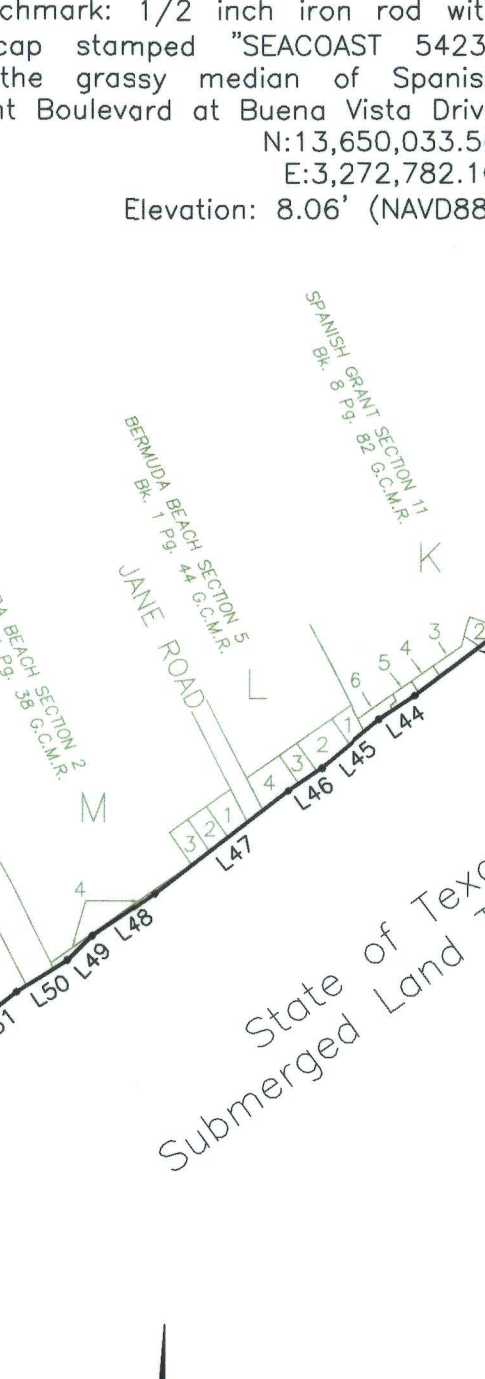 chmark: 1/2 inch iron rod wit
cap stamped "SEACOAST 5423
the grassy median of Spanis
nt Boulevard at Buena Vista Driv
N:13,650,033.5
E:3,272,782.1
Elevation: 8.06' (NAVD88
SPANISH GRANT SECTION 11
Bk. 8 Pg. 82 G.C.M.R.
K
BERMUDA BEACH SECTION 5
Bk. 1 Pg. 44 G.C.M.R.
JANE ROAD
L
A BEACH SECTION 2
Pg. 38 G.C.M.R.
M
2
3
4
5
6
L44
1
2
3
4
L45
L46
1
2
3
L47
4
L48
L49
L50
51
State of Texa
Submerged Land T